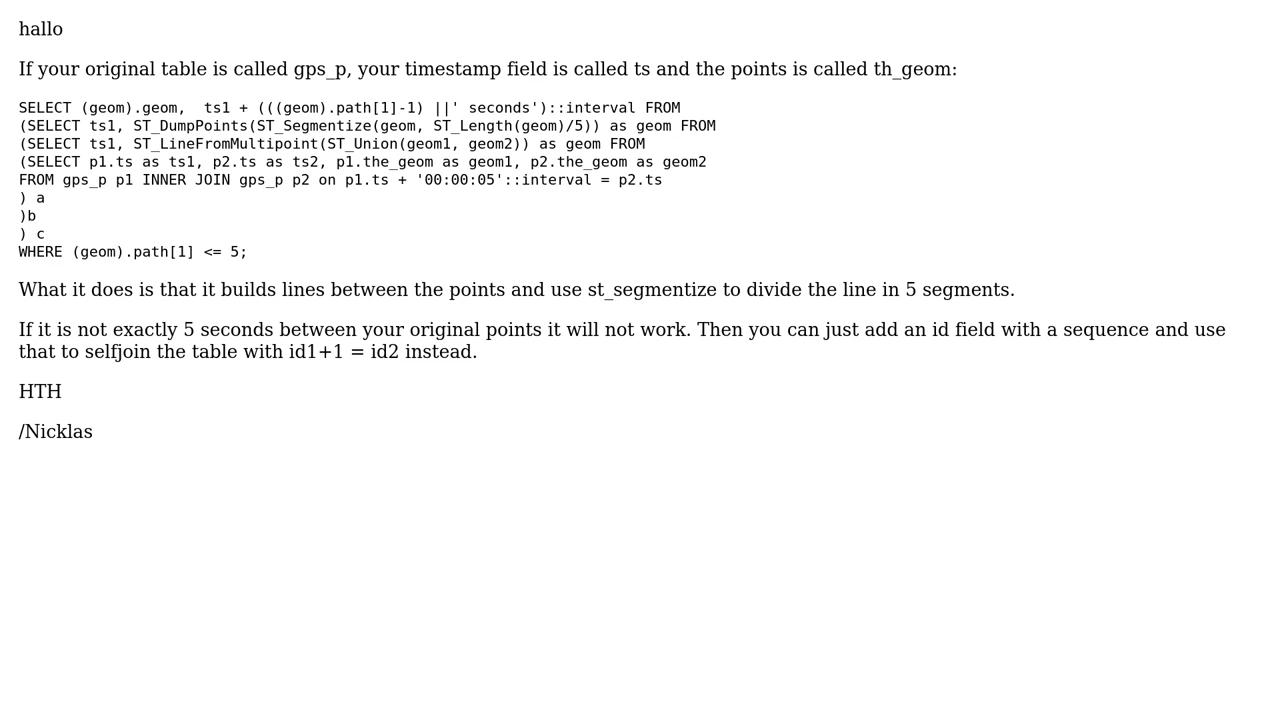 hallo
If your original table is called gps_p, your timestamp field is called ts and the points is called th_geom:
SELECT (geom).geom,  ts1 + (((geom).path[1]-1) ||' seconds')::interval FROM
(SELECT ts1, ST_DumpPoints(ST_Segmentize(geom, ST_Length(geom)/5)) as geom FROM
(SELECT ts1, ST_LineFromMultipoint(ST_Union(geom1, geom2)) as geom FROM
(SELECT p1.ts as ts1, p2.ts as ts2, p1.the_geom as geom1, p2.the_geom as geom2
FROM gps_p p1 INNER JOIN gps_p p2 on p1.ts + '00:00:05'::interval = p2.ts
) a
)b
) c
WHERE (geom).path[1] <= 5;
What it does is that it builds lines between the points and use st_segmentize to divide the line in 5 segments.
If it is not exactly 5 seconds between your original points it will not work. Then you can just add an id field with a sequence and use
that to selfjoin the table with id1+1 = id2 instead.
HTH
/Nicklas